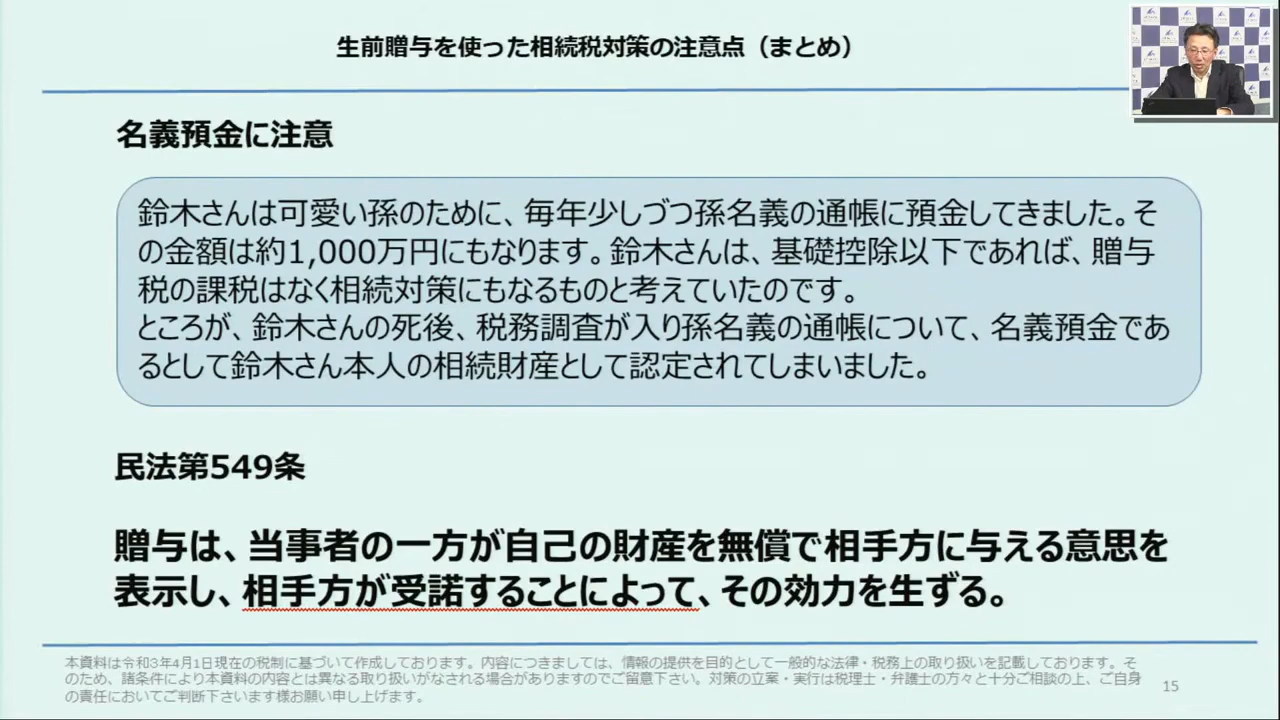 生前贈与を使った相続税対策の注意点（まとめ）
名義預金に注意
鈴木さんは可愛い孫のために、毎年少しづつ孫名義の通帳に預金してきました。そ
の金額は約1,000万円にもなります。鈴木さんは、基礎控除以下であれば、贈与
税の課税はなく相続対策にもなるものと考えていたのです。
ところが、鈴木さんの死後、税務調査が入り孫名義の通帳について、名義預金であ
るとして鈴木さん本人の相続財産として認定されてしまいました。
民法第549条
贈与は、当事者の一方が自己の財産を無償で相手方に与える意思を
表示し、相手方が受諾することによって、その効力を生ずる。
本資料は令和3年4月1日現在の税制に基づいて作成しております。内容につきましては、情報の提供を目的として一般的な法律・税務上の取り扱いを記載しております。そ
のため、諸条件により本資料の内容とは異なる取り扱いがなされる場合がありますのでご留意下さい。対策の立案・実行は税理士・弁護士の方々と十分ご相談の上、ご自身
の責任においてご判断下さいます様お願い申し上げます。
15